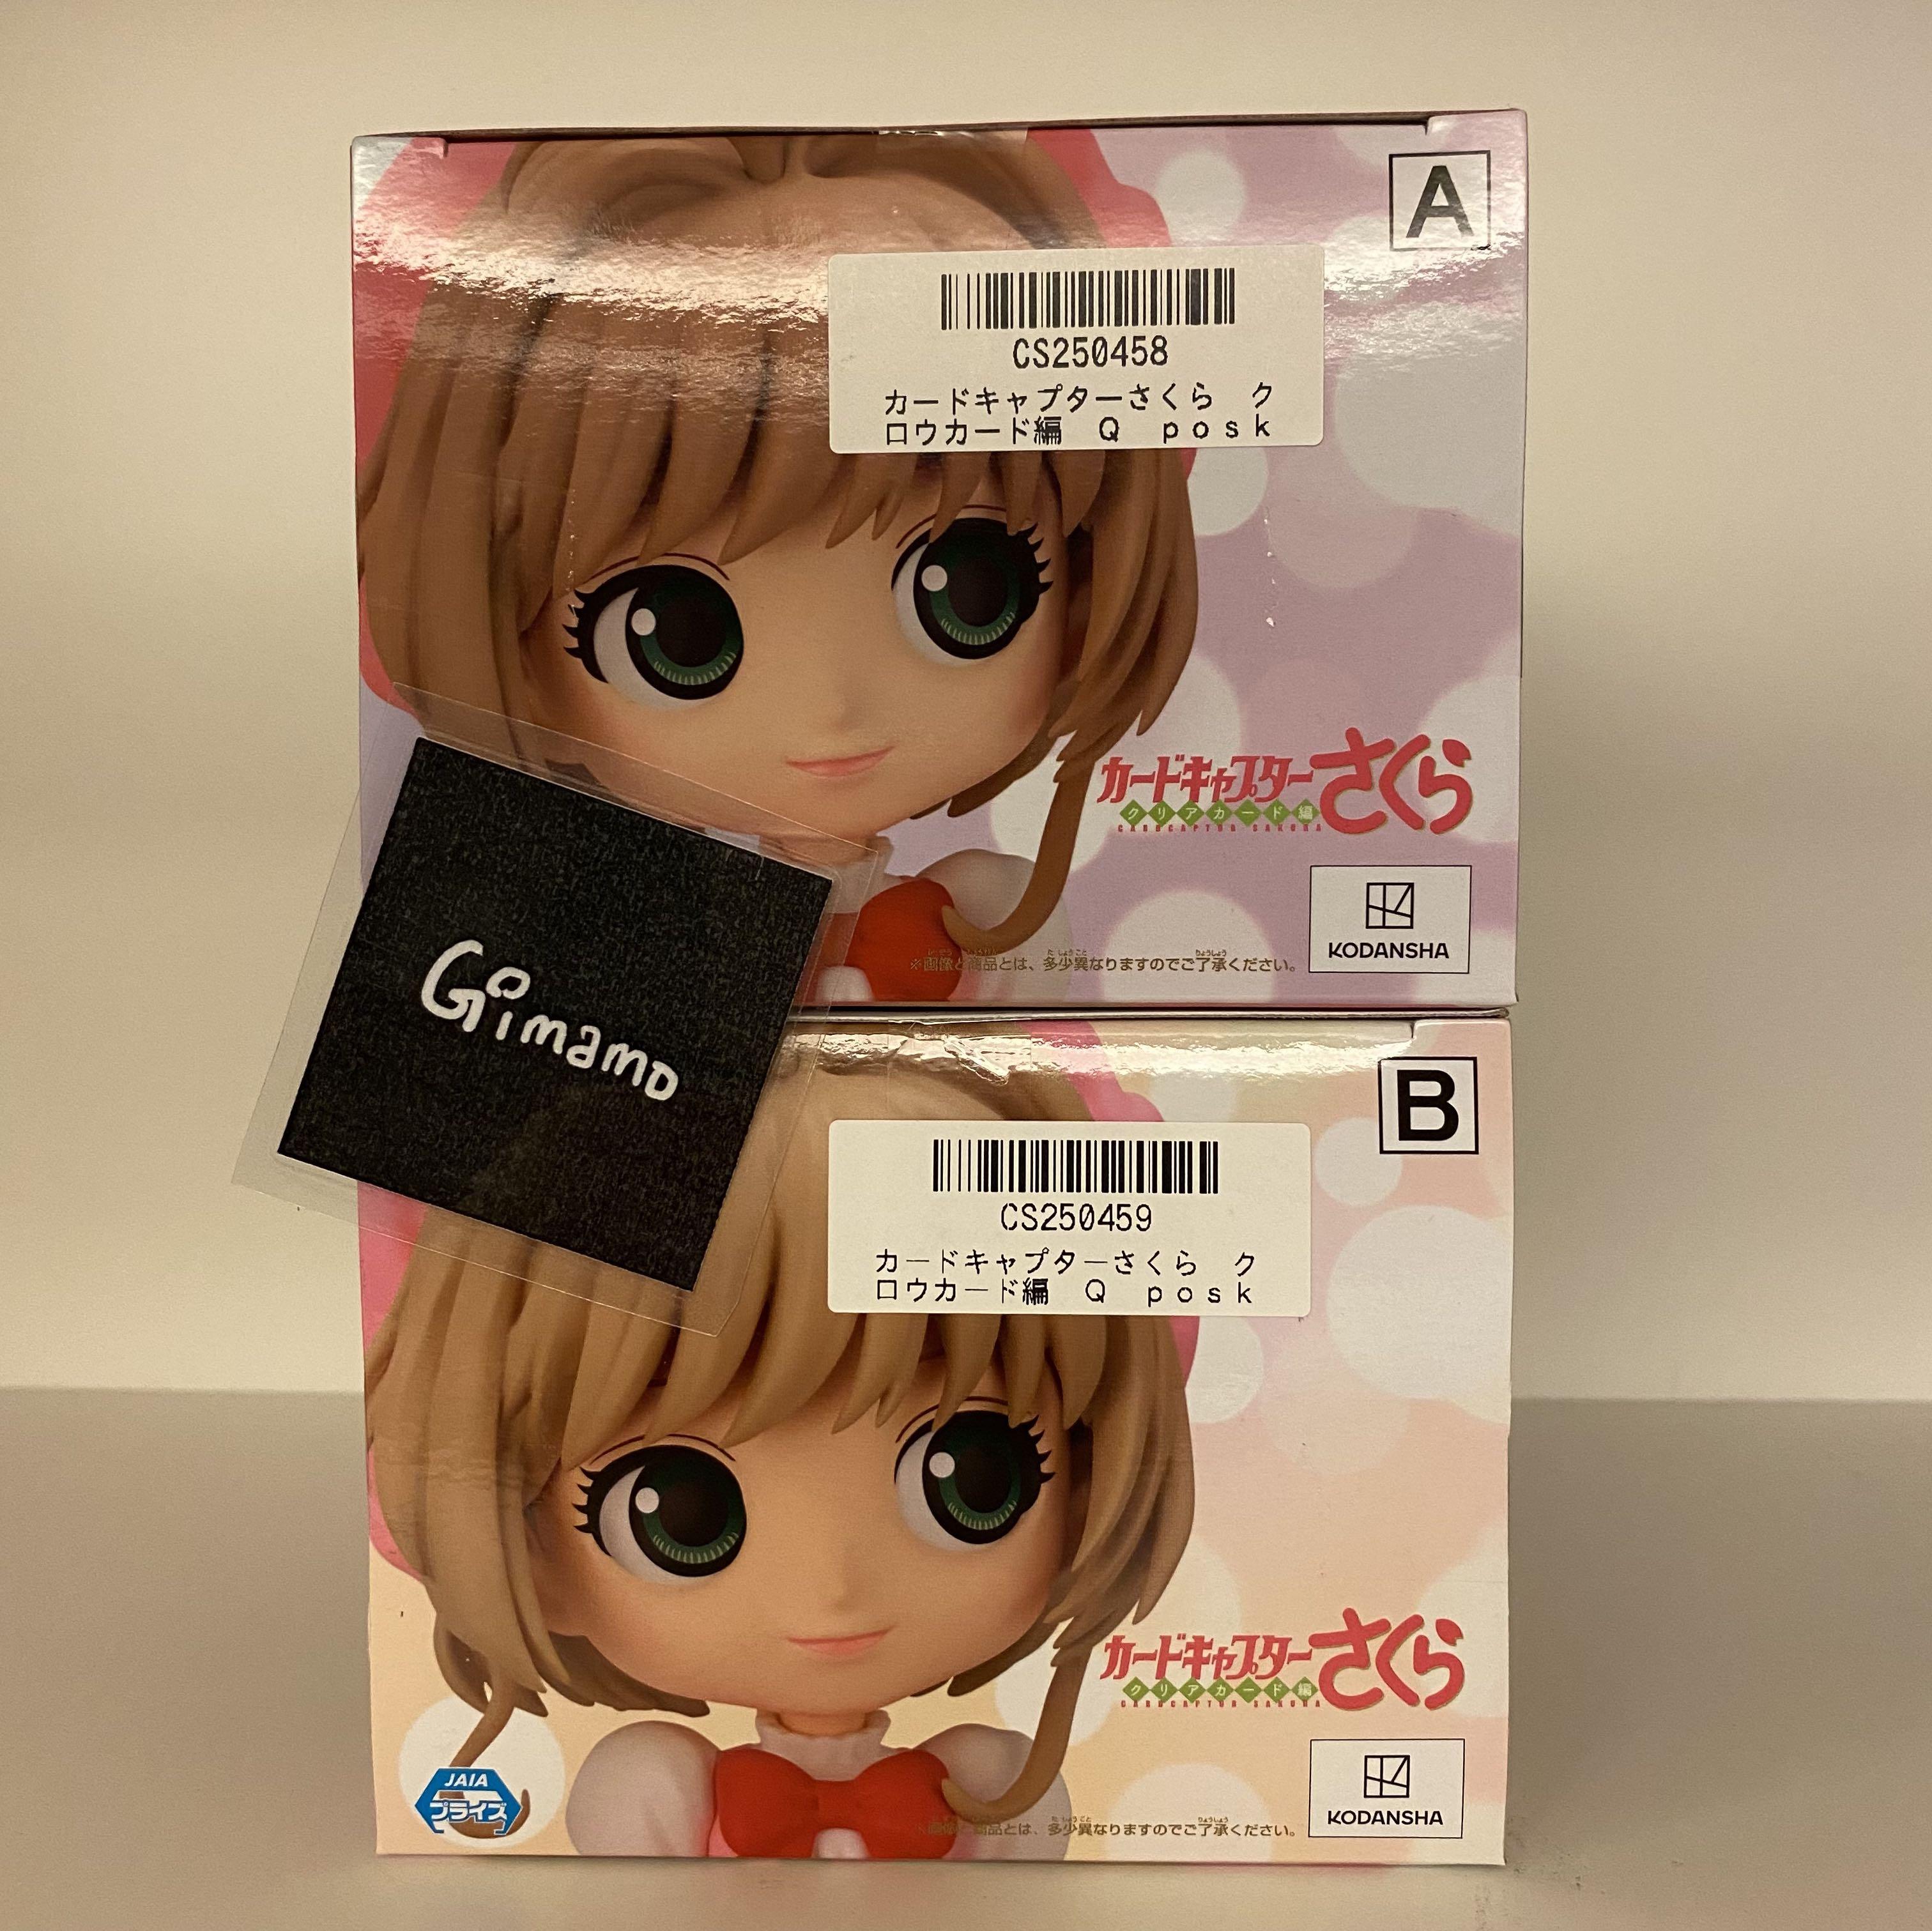 A
CS250458
カードキャプターさくら ク
ロウカード編 Q posk
カードキャプターさくら
クリアカード編
CARDCAPTOR SAKURA
KODANSHA
※画像と商品とは、多少異なりますのでご了承ください。
Gimamo
B
CS250459
カードキャプターさくら ク
ロウカード編 Q posk
カードキャプターさくら
クリアカード編
CARDCAPTOR SAKURA
JAIA
プライズ
KODANSHA
※画像と商品とは、多少異なりますのでご了承ください。